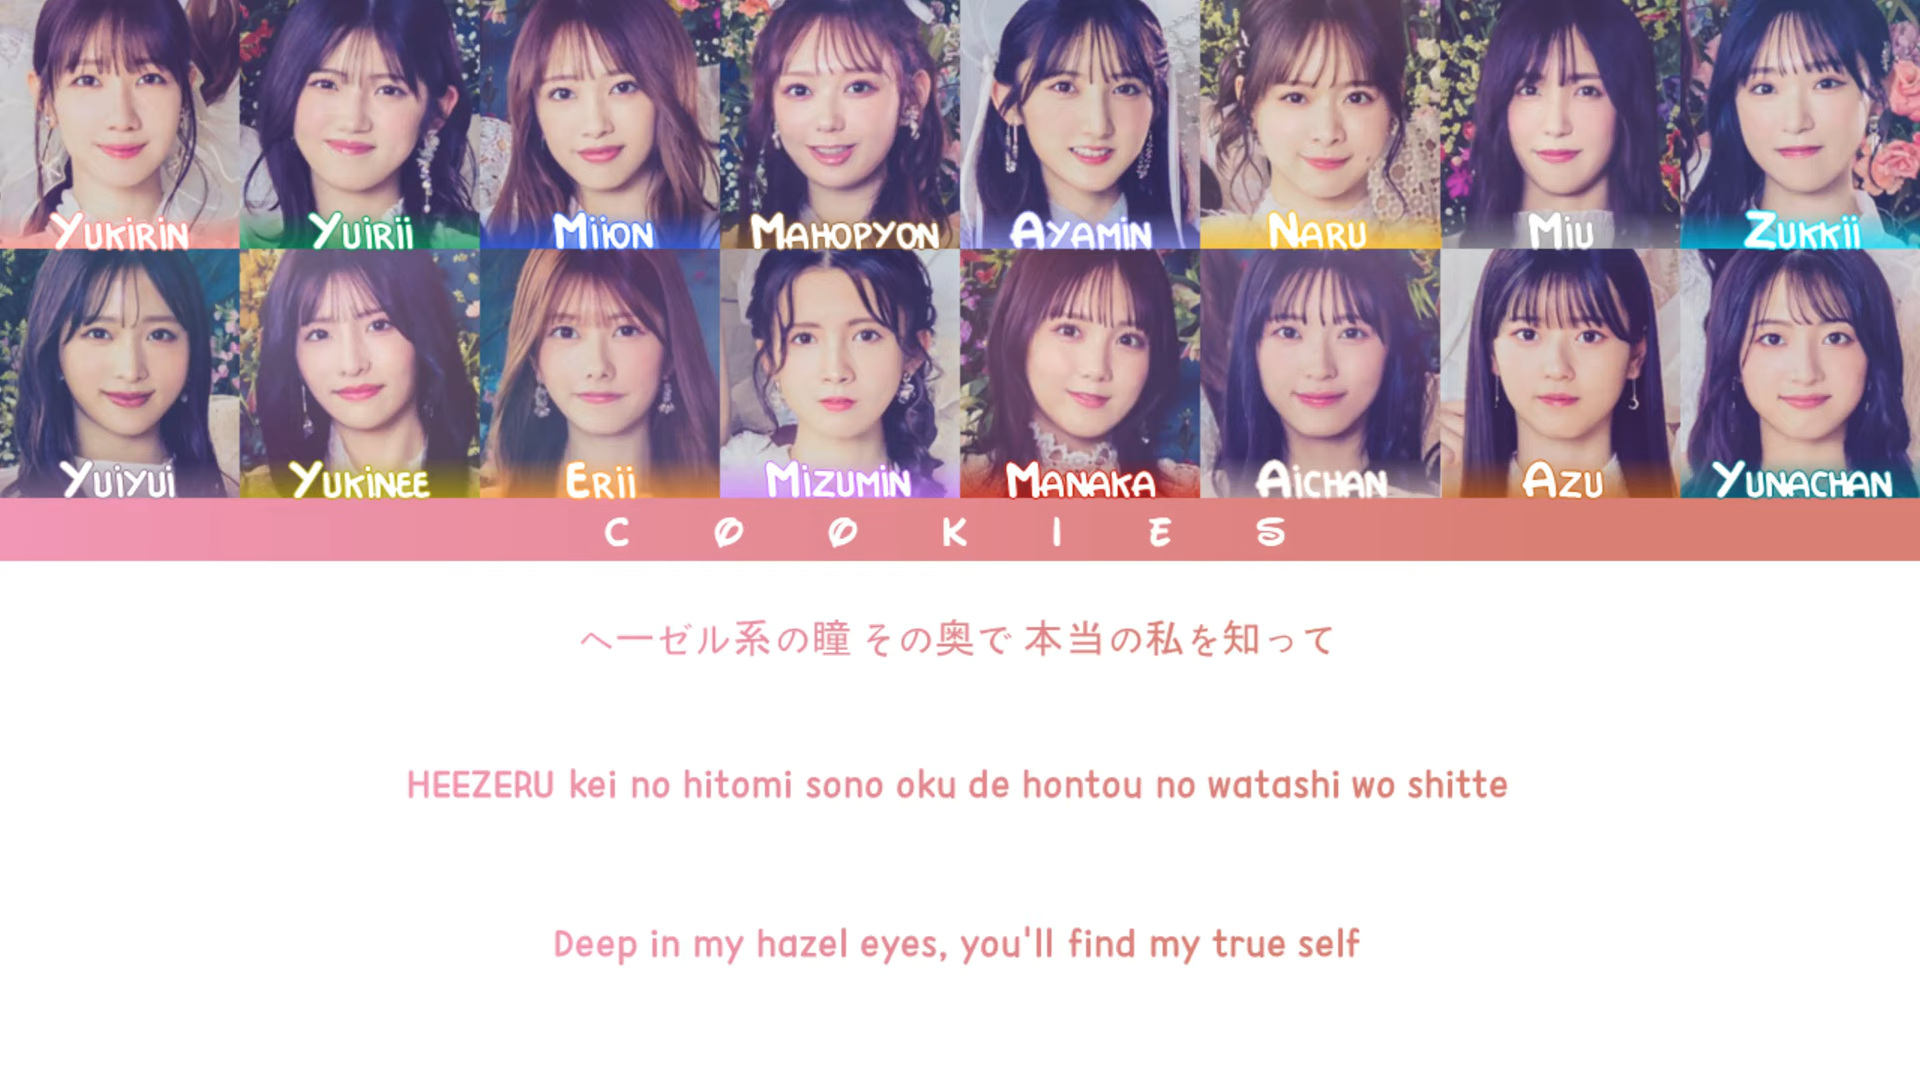 Yukirin
Yuirii
Miion
Mahopyon
Ayamin
Naru
Miu
Zukkii
Yuiyui
Yukinee
Erii
Mizumin
Manaka
Aichan
Azu
Yunachan
COOKIES
ヘーゼル系の瞳 その奥で 本当の私を知って
HEEZERU kei no hitomi sono oku de hontou no watashi wo shitte
Deep in my hazel eyes, you'll find my true self